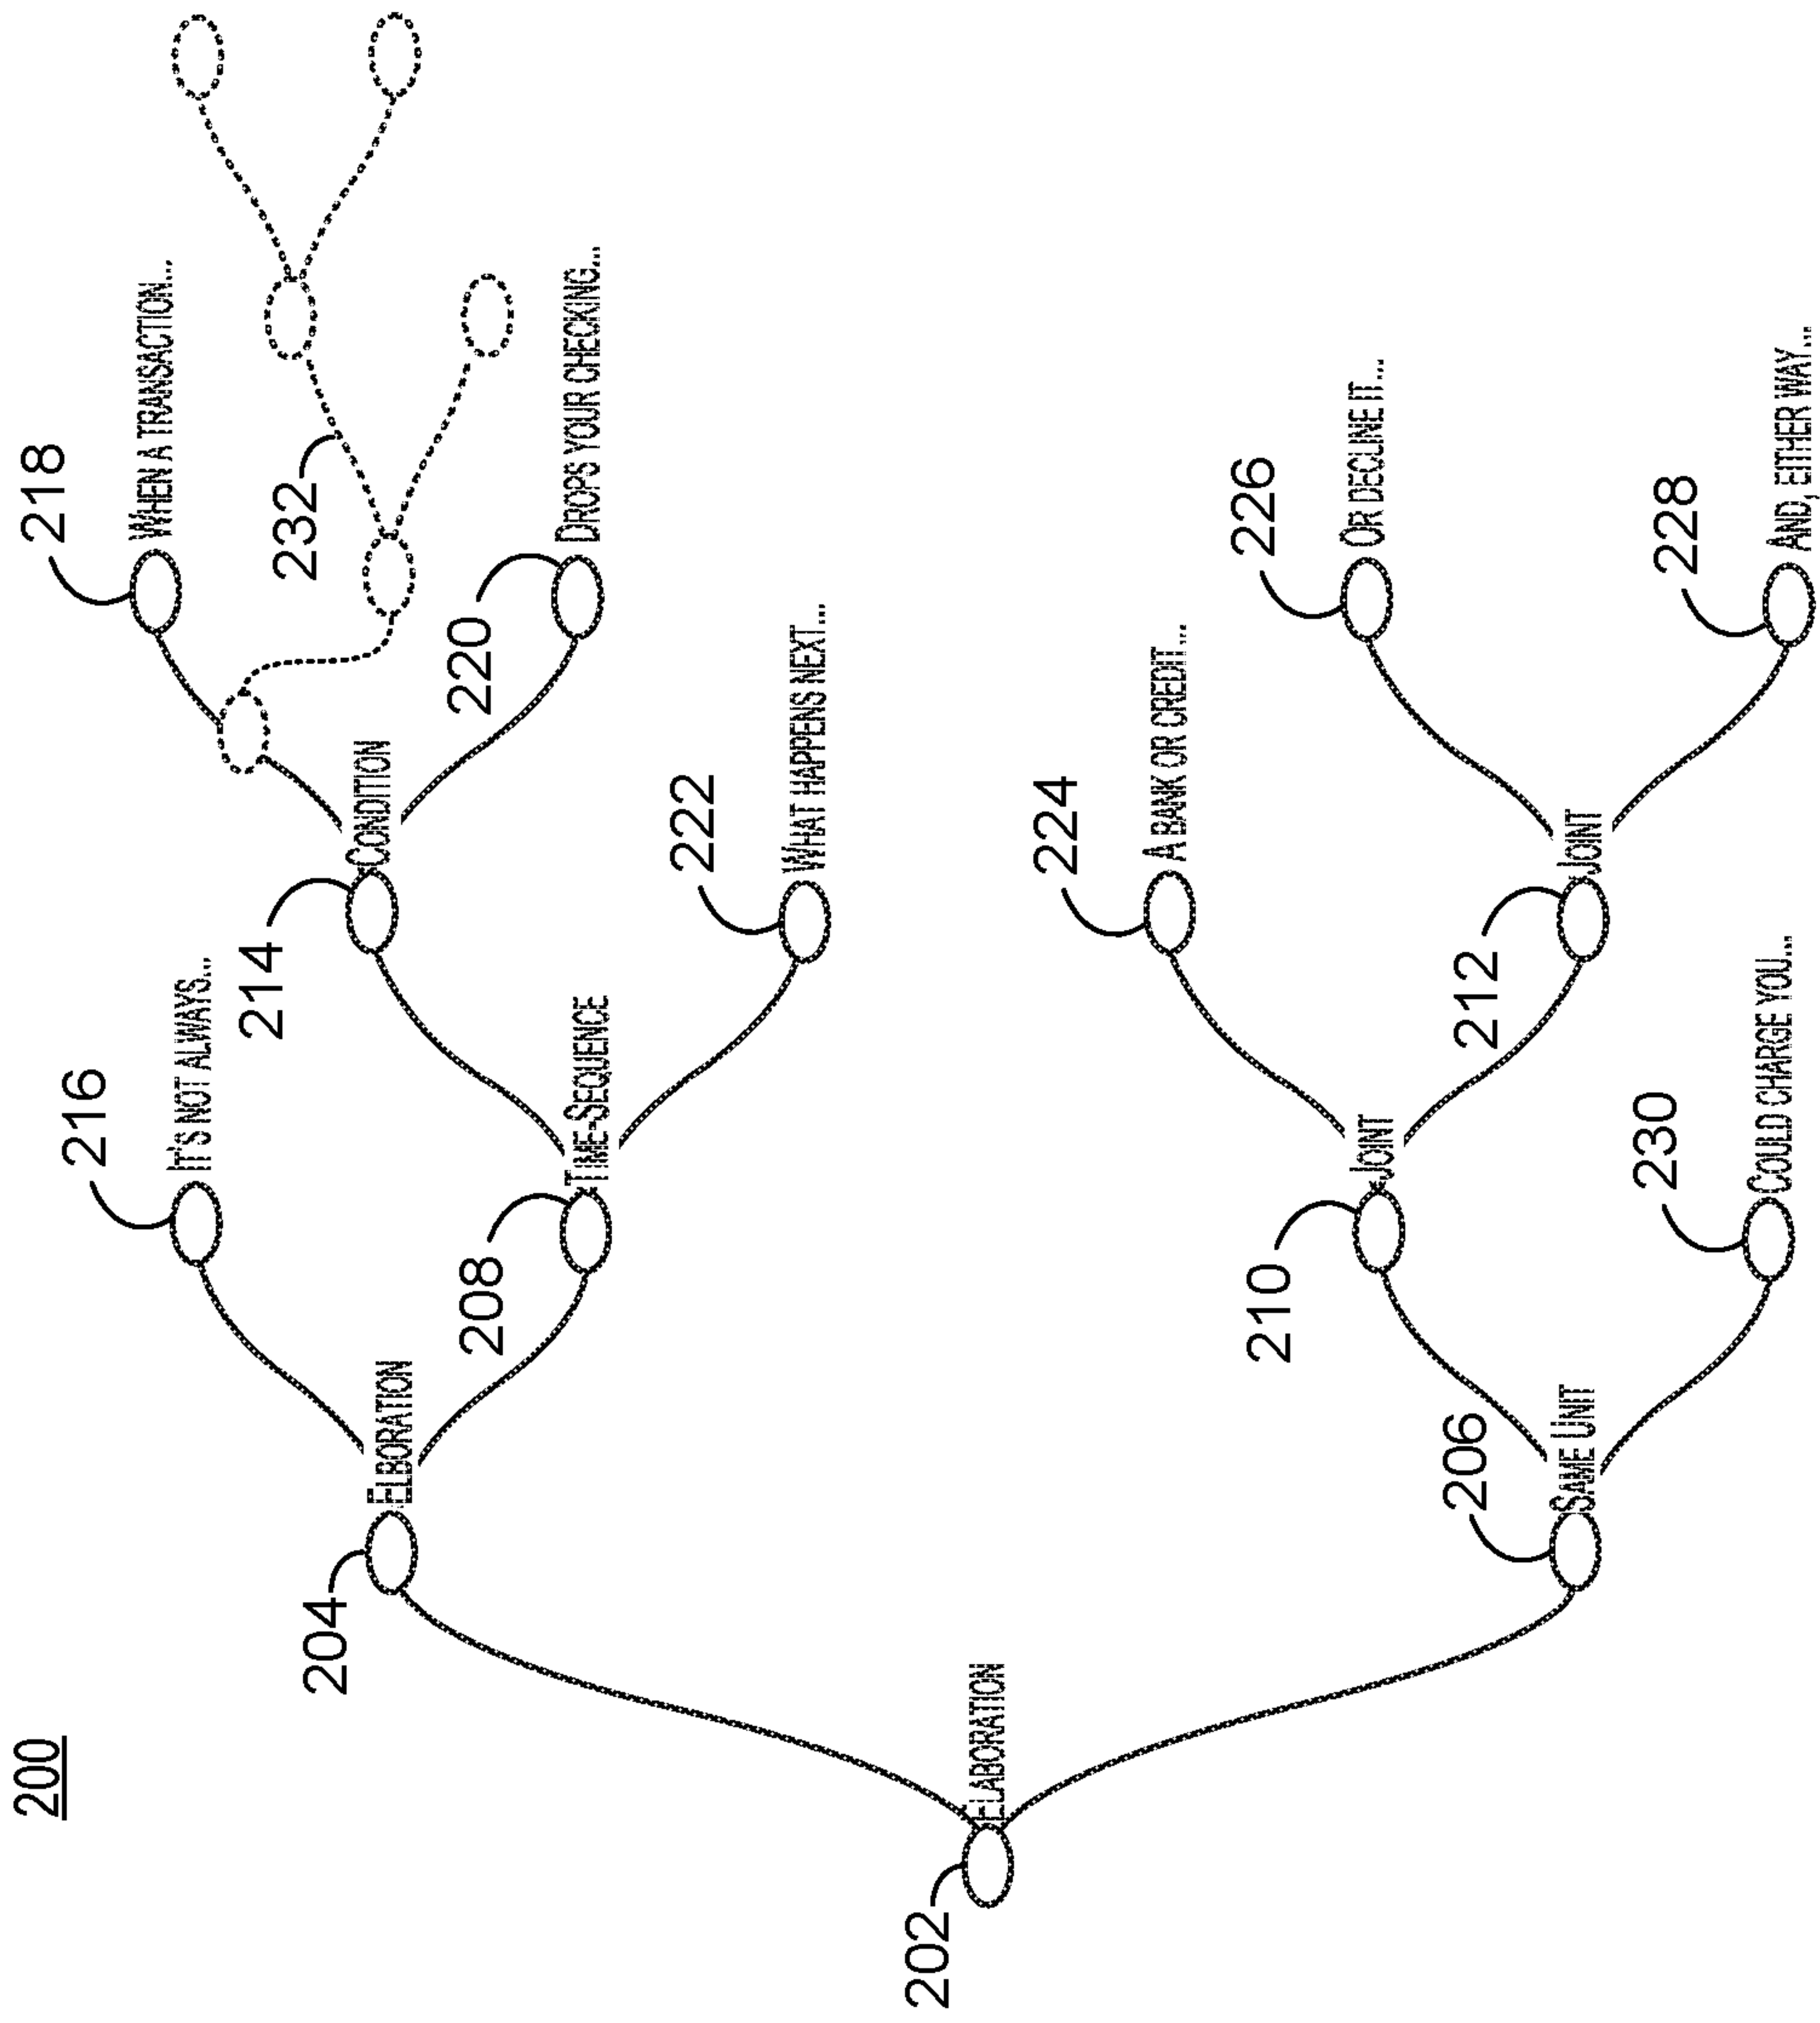 200
202
ELABORATION
204
ELBORATION
206
SAME UNIT
216
IT'S NOT ALWAYS...
208
TIME-SEQUENCE
210
JOINT
230
COULD CHARGE YOU...
214
CONDITION
222
WHAT HAPPENS NEXT...
224
A BANK OR CREDIT...
212
JOINT
218
WHEN A TRANSACTION...
232
220
DROPS YOUR CHECKING...
226
OR DECLINE IT...
228
AND, EITHER WAY...